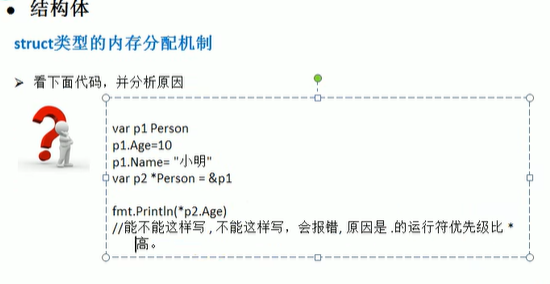 • 结构体
struct类型的内存分配机制
➢ 看下面代码，并分析原因
var p1 Person
p1.Age=10
p1.Name= "小明"
var p2 *Person = &p1
fmt.Println(*p2.Age)
//能不能这样写 , 不能这样写，会报错, 原因是 .的运行符优先级比 *
高。